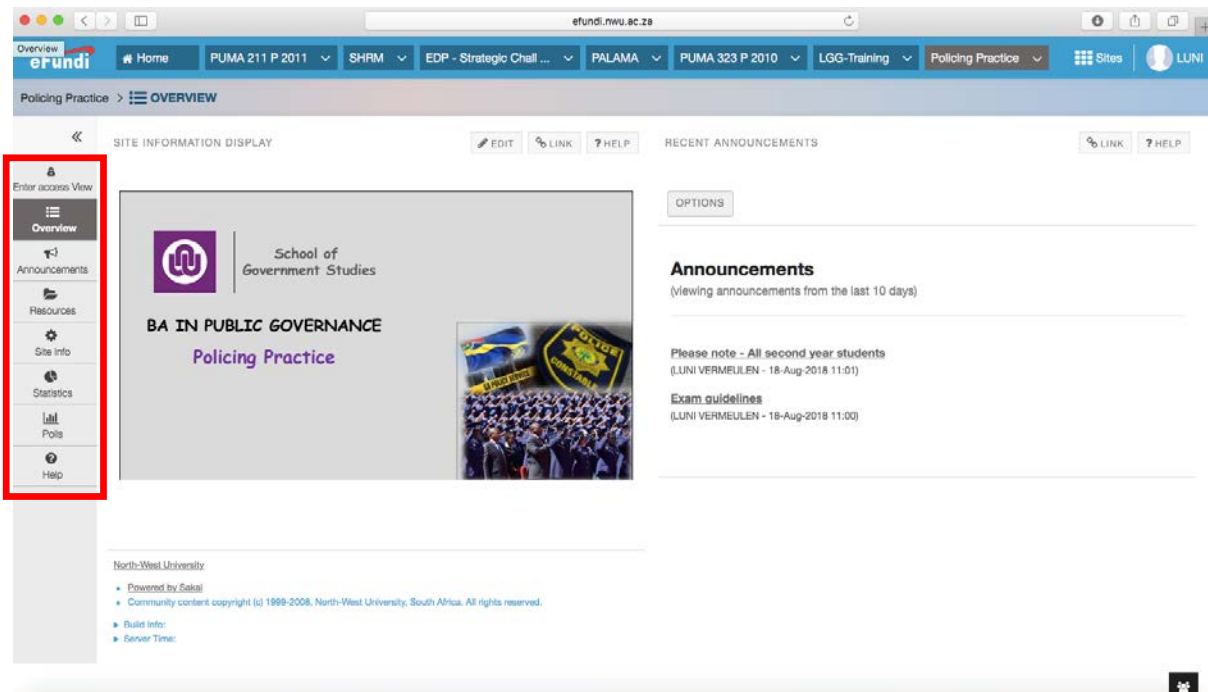 efundi.nwu.ac.za
Overview
eFundi
Home
PUMA 211 P 2011
SHRM
EDP - Strategic Chall ...
PALAMA
PUMA 323 P 2010
LGG-Training
Policing Practice
Sites
LUNI
Policing Practice > OVERVIEW
Enter access View
Overview
Announcements
Resources
Site Info
Statistics
Polls
Help
SITE INFORMATION DISPLAY
EDIT
LINK
? HELP
School of
Government Studies
BA IN PUBLIC GOVERNANCE
Policing Practice
SA POLICE SERVICE
POLICE
CONSTABLE
RECENT ANNOUNCEMENTS
LINK
? HELP
OPTIONS
Announcements
(viewing announcements from the last 10 days)
Please note - All second year students
(LUNI VERMEULEN - 18-Aug-2018 11:01)
Exam guidelines
(LUNI VERMEULEN - 18-Aug-2018 11:00)
North-West University
Powered by Sakai
Community content copyright (c) 1999-2008, North-West University, South Africa. All rights reserved.
Build Info:
Server Time: